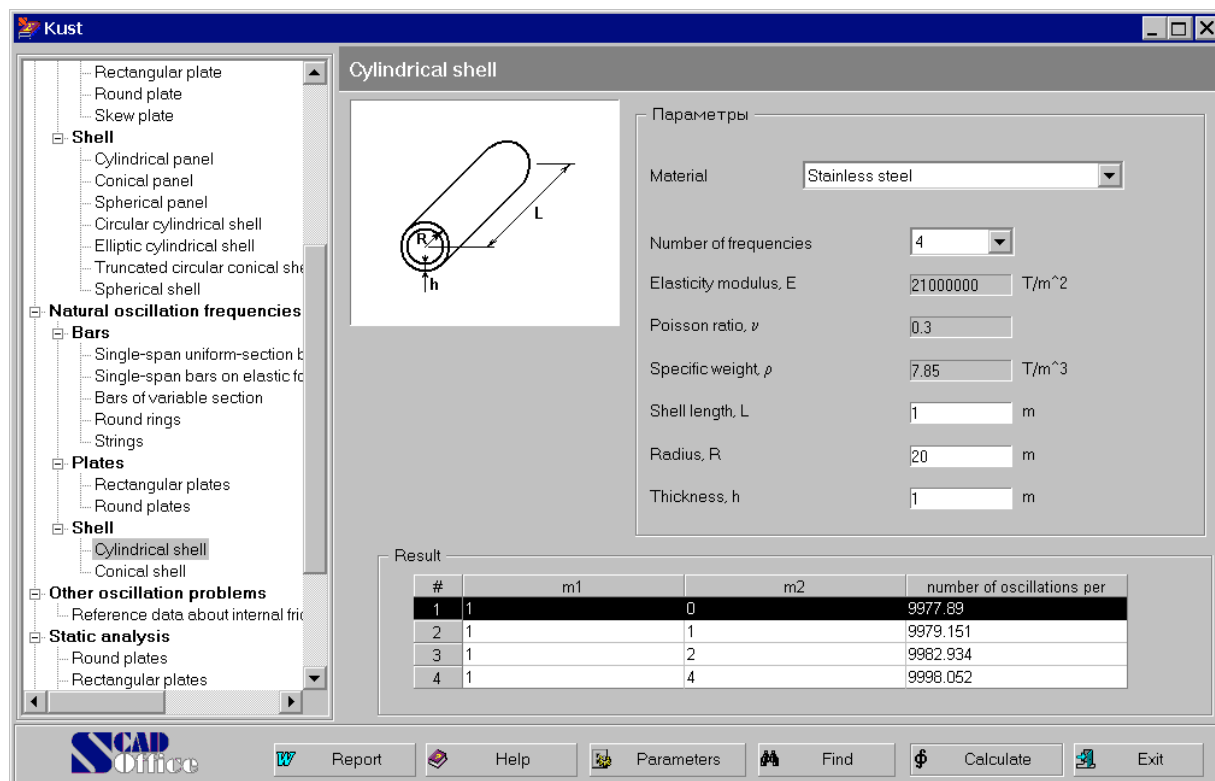 Kust
Rectangular plate
Round plate
Skew plate
Shell
Cylindrical panel
Conical panel
Spherical panel
Circular cylindrical shell
Elliptic cylindrical shell
Truncated circular conical she
Spherical shell
Natural oscillation frequencies
Bars
Single-span uniform-section b
Single-span bars on elastic fo
Bars of variable section
Round rings
Strings
Plates
Rectangular plates
Round plates
Shell
Cylindrical shell
Conical shell
Other oscillation problems
Reference data about internal fric
Static analysis
Round plates
Rectangular plates
Cylindrical shell
R
L
h
Параметры
Material Stainless steel
Number of frequencies 4
Elasticity modulus, E 21000000 T/m^2
Poisson ratio, ν 0.3
Specific weight, ρ 7.85 T/m^3
Shell length, L 1 m
Radius, R 20 m
Thickness, h 1 m
Result
# m1 m2 number of oscillations per
1 1 0 9977.89
2 1 1 9979.151
3 1 2 9982.934
4 1 4 9998.052
SCAD Office
Report Help Parameters Find Calculate Exit